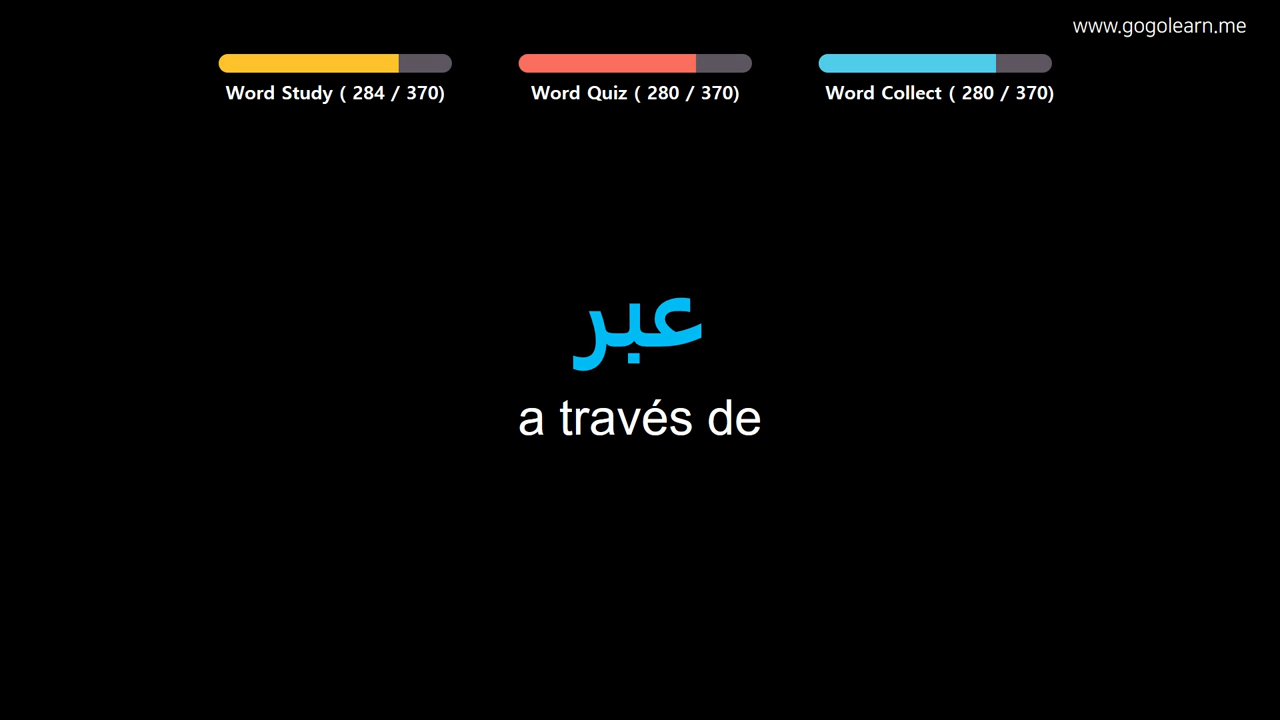 www.gogolearn.me
Word Study ( 284 / 370)
Word Quiz ( 280 / 370)
Word Collect ( 280 / 370)
عبر
a través de